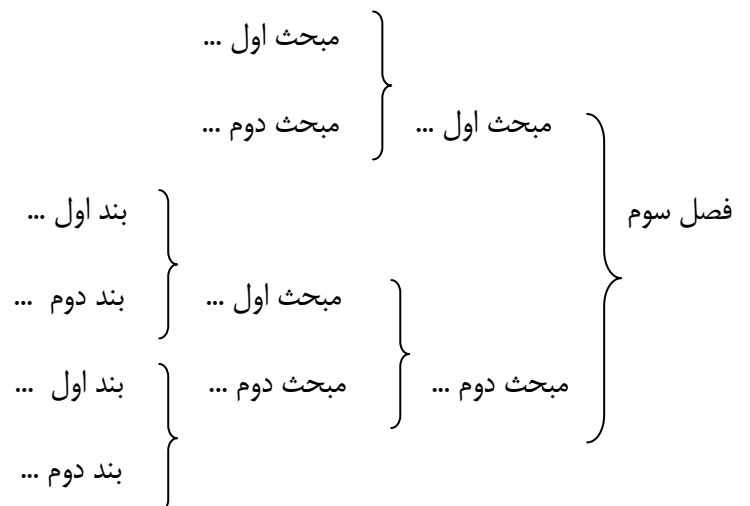 مبحث اول ...
مبحث دوم ...
مبحث اول ...
فصل سوم
بند اول ...
بند دوم ...
مبحث اول ...
مبحث دوم ...
مبحث دوم ...
بند اول ...
بند دوم ...